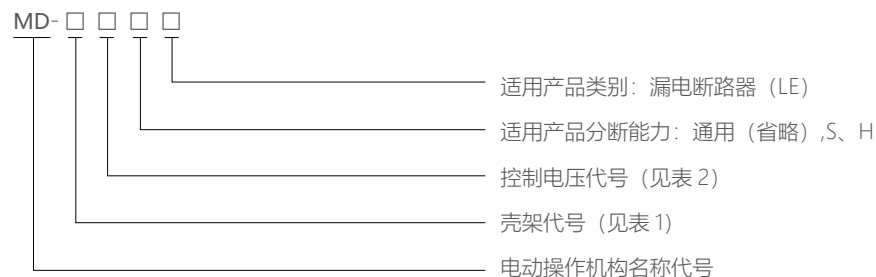 MD-□ □ □ □
适用产品类别：漏电断路器（LE）
适用产品分断能力：通用（省略）,S、H
控制电压代号（见表 2）
壳架代号（见表 1）
电动操作机构名称代号